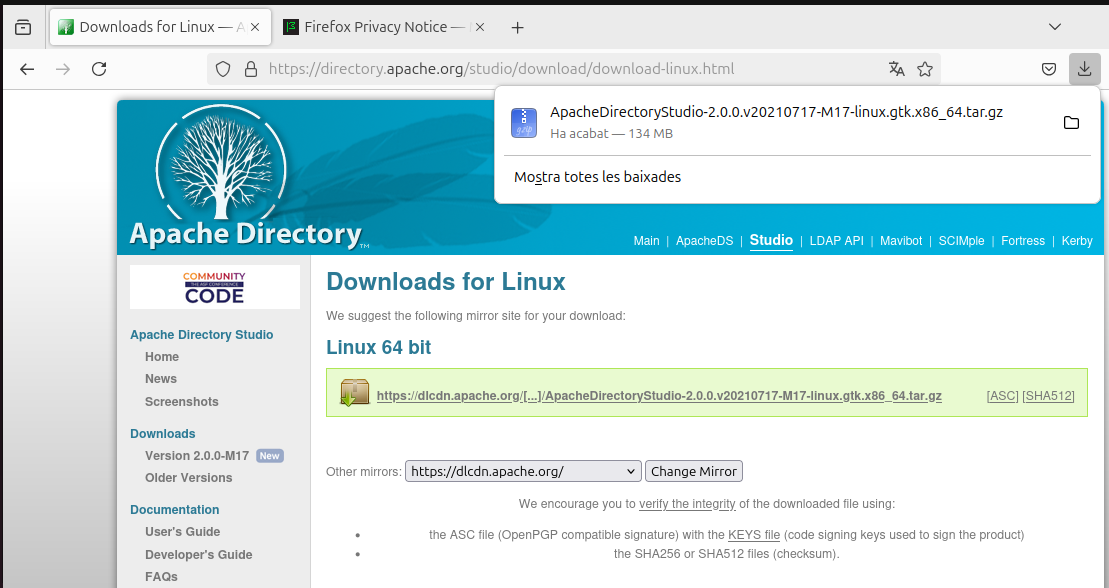 Downloads for Linux — A
Firefox Privacy Notice —
https://directory.apache.org/studio/download/download-linux.html
ApacheDirectoryStudio-2.0.0.v20210717-M17-linux.gtk.x86_64.tar.gz
Ha acabat — 134 MB
Mostra totes les baixades
Apache Directory™
Main | ApacheDS | Studio | LDAP API | Mavibot | SCIMple | Fortress | Kerby
COMMUNITY
THE ASF CONFERENCE
CODE
Apache Directory Studio
Home
News
Screenshots
Downloads
Version 2.0.0-M17 New
Older Versions
Documentation
User's Guide
Developer's Guide
FAQs
Downloads for Linux
We suggest the following mirror site for your download:
Linux 64 bit
https://dlcdn.apache.org/[...]/ApacheDirectoryStudio-2.0.0.v20210717-M17-linux.gtk.x86_64.tar.gz [ASC] [SHA512]
Other mirrors: https://dlcdn.apache.org/ Change Mirror
We encourage you to verify the integrity of the downloaded file using:
• the ASC file (OpenPGP compatible signature) with the KEYS file (code signing keys used to sign the product)
• the SHA256 or SHA512 files (checksum).